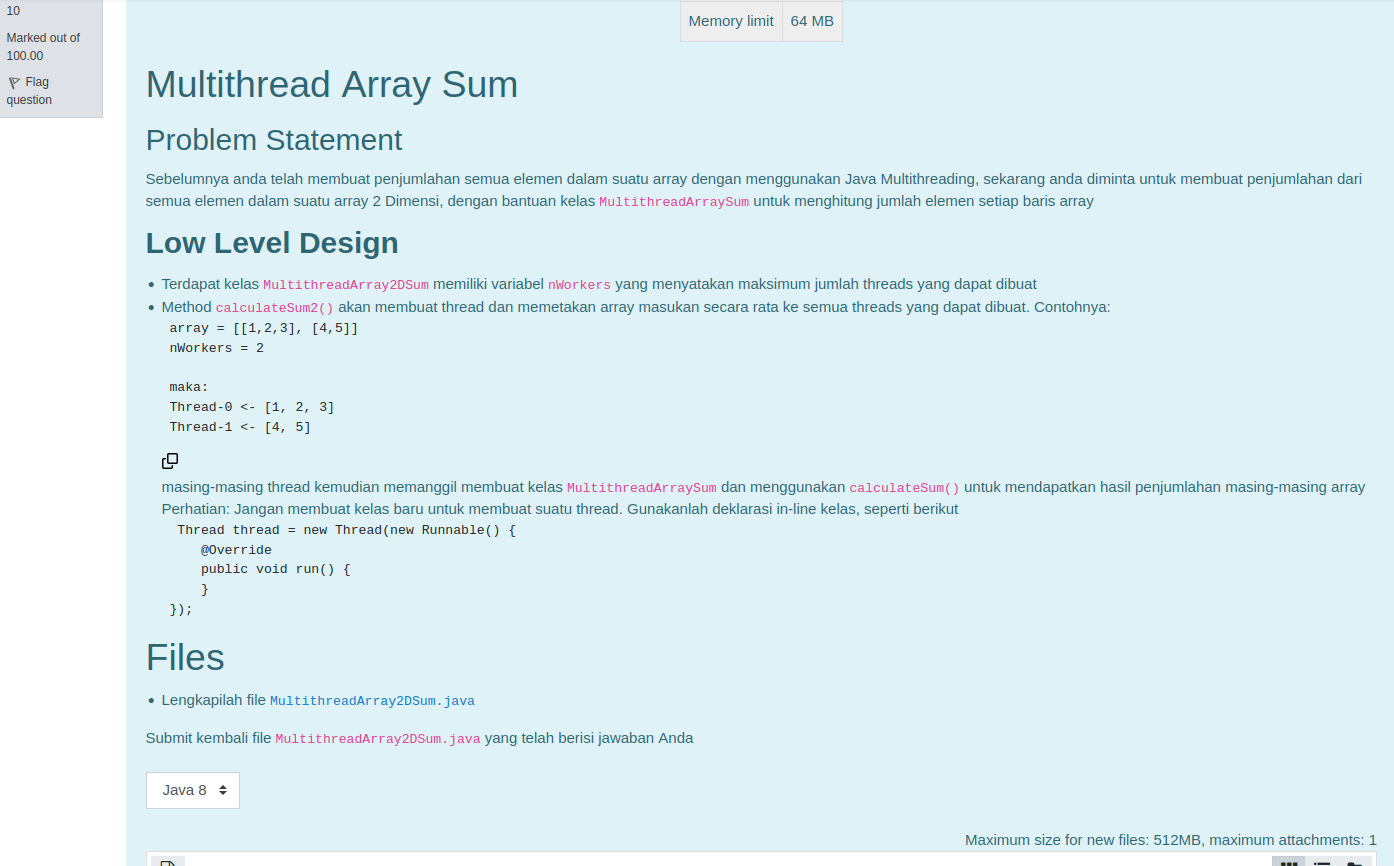 10
Marked out of
100.00
Flag
question
Memory limit 64 MB
Multithread Array Sum
Problem Statement
Sebelumnya anda telah membuat penjumlahan semua elemen dalam suatu array dengan menggunakan Java Multithreading, sekarang anda diminta untuk membuat penjumlahan dari
semua elemen dalam suatu array 2 Dimensi, dengan bantuan kelas MultithreadArraySum untuk menghitung jumlah elemen setiap baris array
Low Level Design
• Terdapat kelas MultithreadArray2DSum memiliki variabel nWorkers yang menyatakan maksimum jumlah threads yang dapat dibuat
• Method calculateSum2() akan membuat thread dan memetakan array masukan secara rata ke semua threads yang dapat dibuat. Contohnya:
array = [[1,2,3], [4,5]]
nWorkers = 2
maka:
Thread-0 <- [1, 2, 3]
Thread-1 <- [4, 5]
masing-masing thread kemudian memanggil membuat kelas MultithreadArraySum dan menggunakan calculateSum() untuk mendapatkan hasil penjumlahan masing-masing array
Perhatian: Jangan membuat kelas baru untuk membuat suatu thread. Gunakanlah deklarasi in-line kelas, seperti berikut
Thread thread = new Thread(new Runnable() {
@Override
public void run() {
}
});
Files
• Lengkapilah file MultithreadArray2DSum.java
Submit kembali file MultithreadArray2DSum.java yang telah berisi jawaban Anda
Java 8
Maximum size for new files: 512MB, maximum attachments: 1